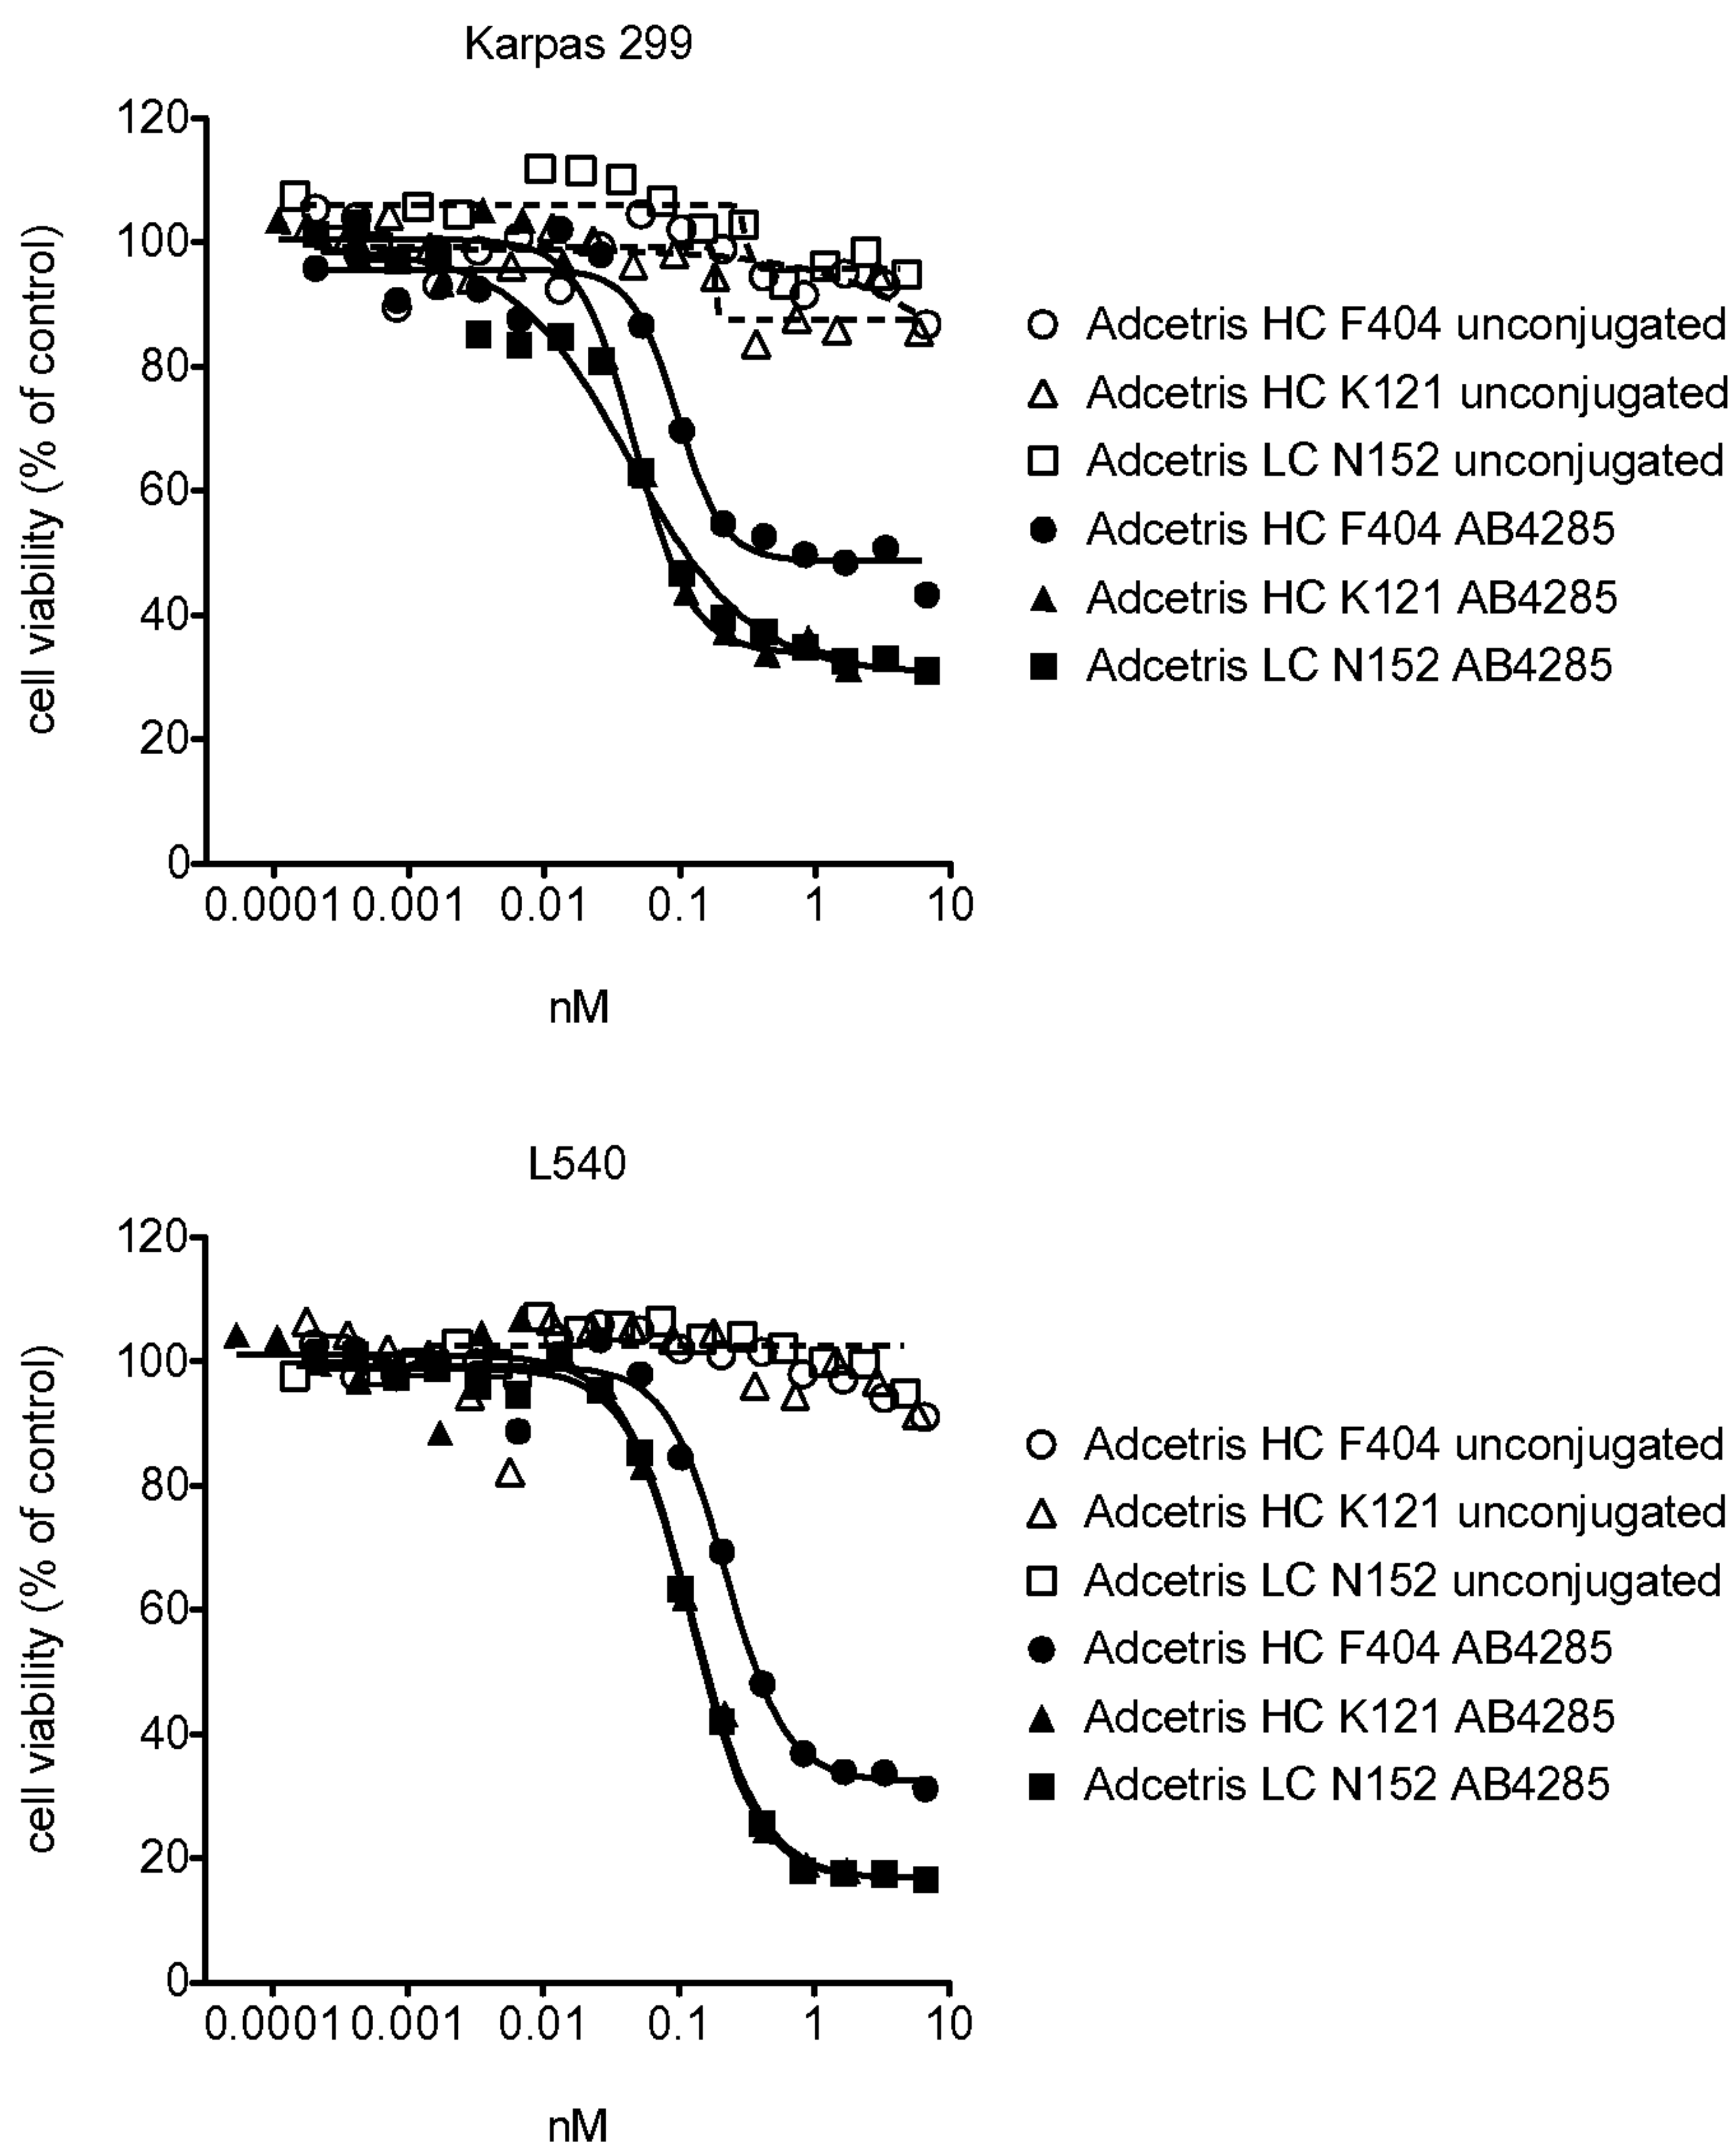 Karpas 299
120
100
80
60
40
20
0
cell viability (% of control)
0.0001 0.001 0.01 0.1 1 10
nM
Adcetris HC F404 unconjugated
Adcetris HC K121 unconjugated
Adcetris LC N152 unconjugated
Adcetris HC F404 AB4285
Adcetris HC K121 AB4285
Adcetris LC N152 AB4285
L540
120
100
80
60
40
20
0
cell viability (% of control)
0.0001 0.001 0.01 0.1 1 10
nM
Adcetris HC F404 unconjugated
Adcetris HC K121 unconjugated
Adcetris LC N152 unconjugated
Adcetris HC F404 AB4285
Adcetris HC K121 AB4285
Adcetris LC N152 AB4285